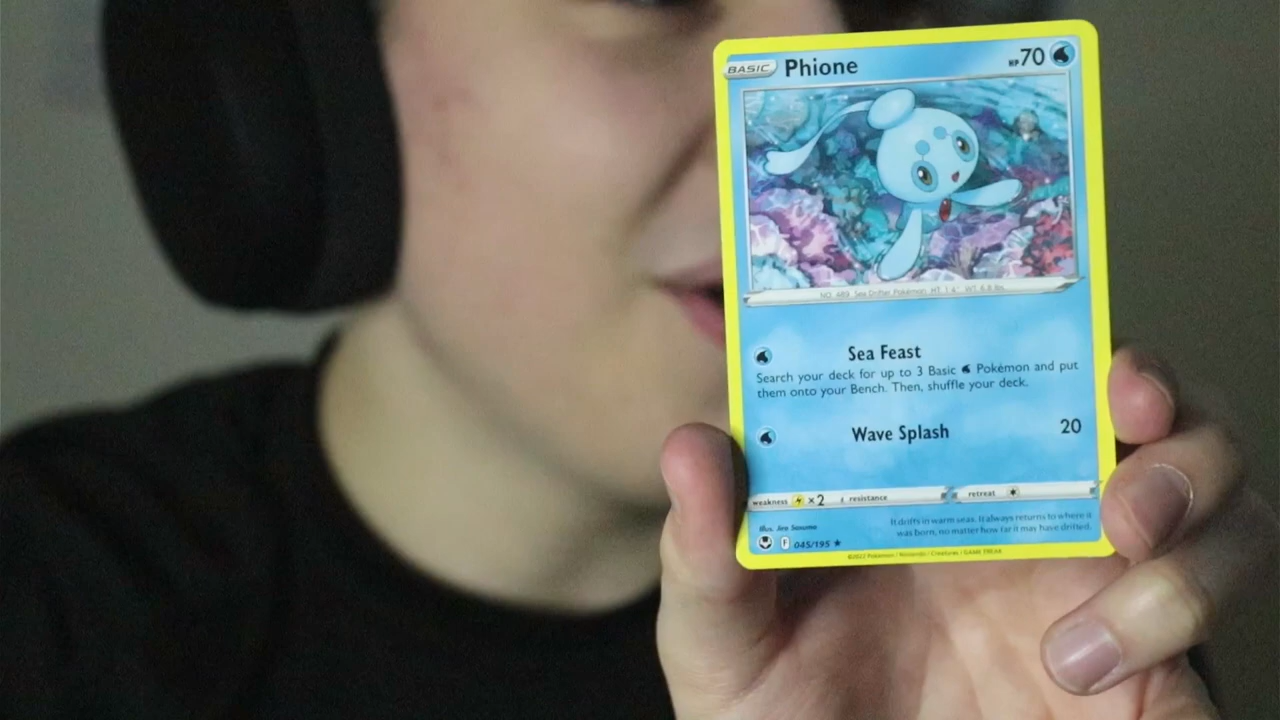 BASIC Phione HP 70
NO. 489 Sea Drifter Pokémon HT: 1'4" WT: 6.8 lbs.
Sea Feast
Search your deck for up to 3 Basic Pokémon and put
them onto your Bench. Then, shuffle your deck.
Wave Splash 20
weakness ×2 resistance retreat
Illus. Jiro Sasumo
It drifts in warm seas. It always returns to where it
was born, no matter how far it may have drifted.
F 045/195 ★
©2022 Pokémon / Nintendo / Creatures / GAME FREAK